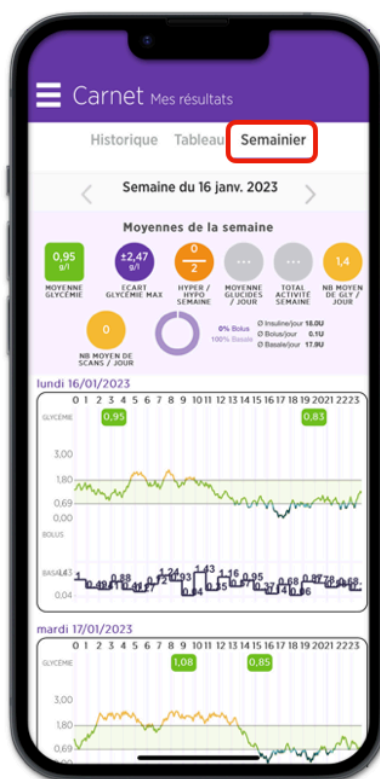 Carnet Mes résultats
Historique Tableau Semainier
Semaine du 16 janv. 2023
Moyennes de la semaine
0,95 g/l
MOYENNE GLYCÉMIE
±2,47 g/l
ECART GLYCÉMIE MAX
0
2
HYPER / HYPO SEMAINE
...
MOYENNE GLUCIDES / JOUR
...
TOTAL ACTIVITÉ SEMAINE
1,4
NB MOYEN DE GLY / JOUR
0
NB MOYEN DE SCANS / JOUR
0% Bolus
100% Basale
Ø Insuline/jour 18.0U
Ø Bolus/jour 0.1U
Ø Basale/jour 17.9U
lundi 16/01/2023
0 1 2 3 4 5 6 7 8 9 10 11 12 13 14 15 16 17 18 19 20 21 22 23
GLYCÉMIE 0,95 0,83
3,00
1,80
0,69
0,00
BOLUS
0,04
mardi 17/01/2023
0 1 2 3 4 5 6 7 8 9 10 11 12 13 14 15 16 17 18 19 20 21 22 23
GLYCÉMIE 1,08 0,85
3,00
1,80
0,69
0,00